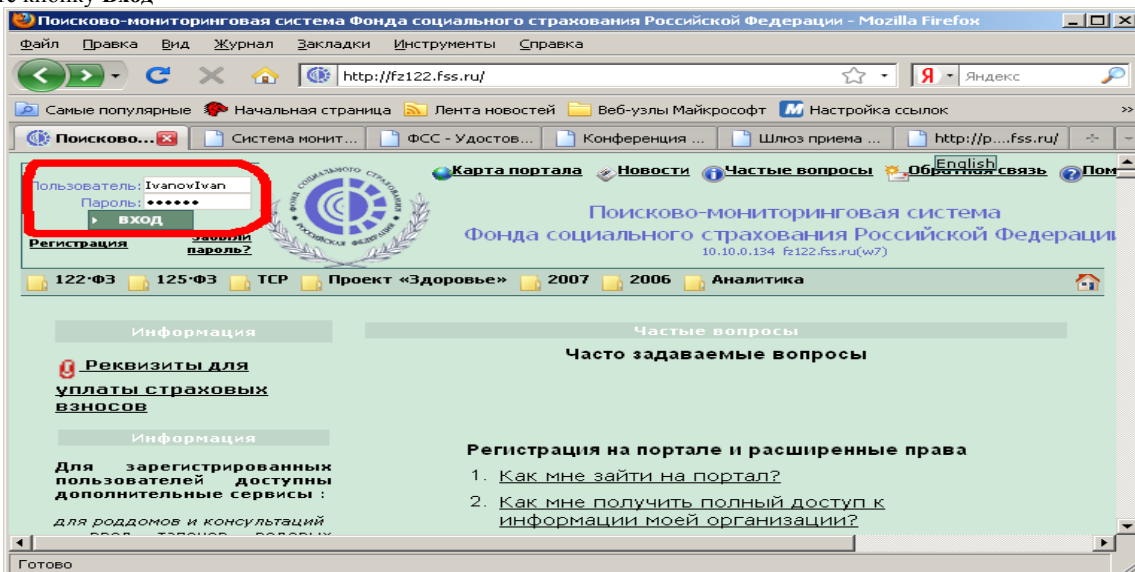 кнопку Вход
Поисково-мониторинговая система Фонда социального страхования Российской Федерации - Mozilla Firefox
Файл Правка Вид Журнал Закладки Инструменты Справка
http://fz122.fss.ru/ Яндекс
Самые популярные Начальная страница Лента новостей Веб-узлы Майкрософт Настройка ссылок »
Поисково... Система монит... ФСС - Удостов... Конференция ... Шлюз приема ... http://p....fss.ru/
English
Пользователь: IvanovIvan
Пароль: ••••••
ВХОД
Регистрация Забыли пароль?
Карта портала Новости Частые вопросы Обратная связь Пом
Поисково-мониторинговая система
Фонда социального страхования Российской Федерации
10.10.0.134 fz122.fss.ru(w7)
122-ФЗ 125-ФЗ ТСР Проект «Здоровье» 2007 2006 Аналитика
Информация
Реквизиты для
уплаты страховых
взносов
Информация
Для зарегистрированных
пользователей доступны
дополнительные сервисы :
для роддомов и консультаций
Частые вопросы
Часто задаваемые вопросы
Регистрация на портале и расширенные права
1. Как мне зайти на портал?
2. Как мне получить полный доступ к
информации моей организации?
Готово